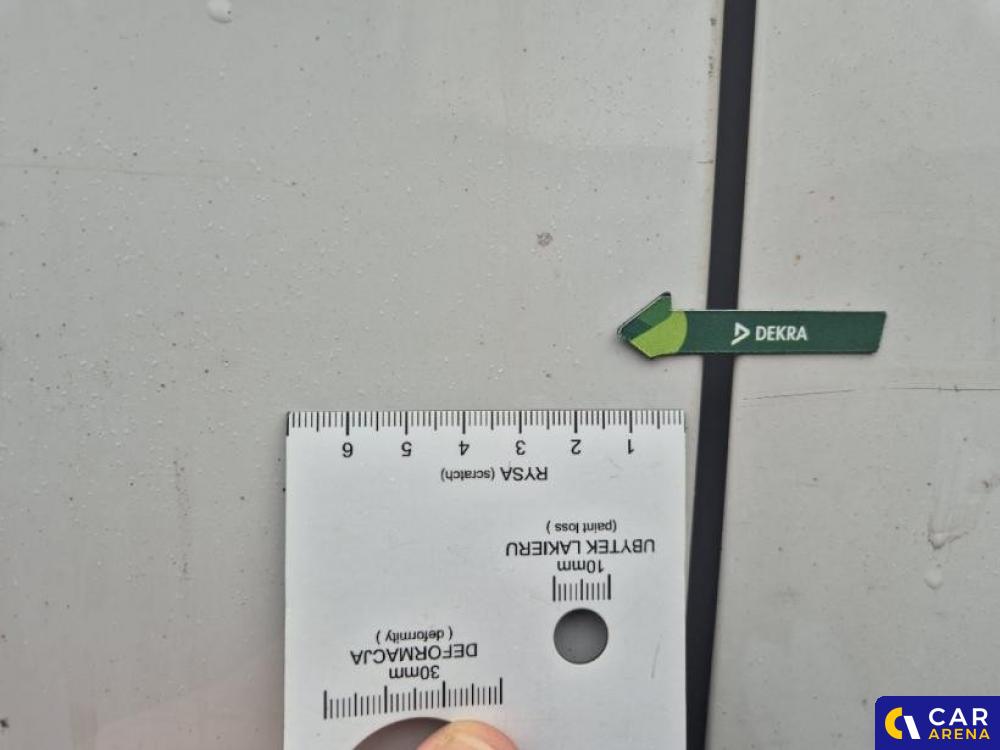 DEKRA
6 5 4 3 2 1
RYSA (scratch)
UBYTEK LAKIERU
(paint loss )
10mm
DEFORMACJA
( deformity )
30mm
CAR
ARENA